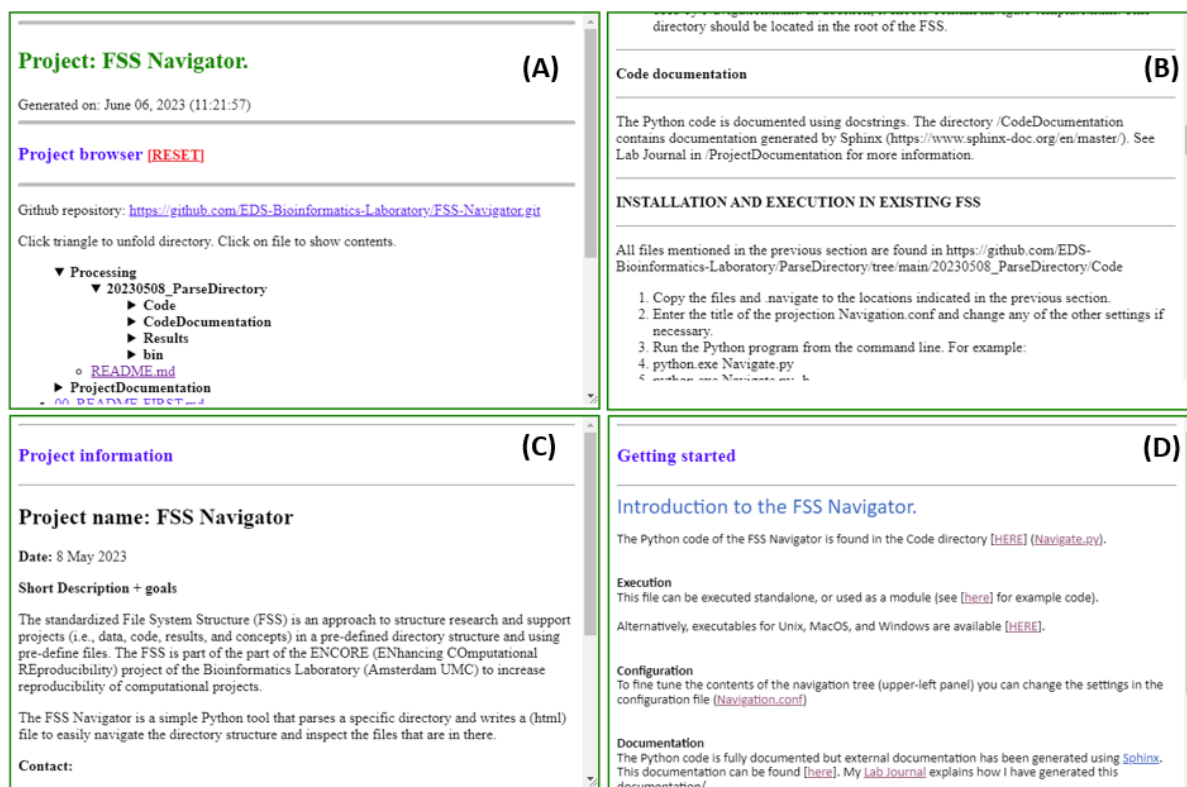 Project: FSS Navigator.
(A)
Generated on: June 06, 2023 (11:21:57)
Project browser [RESET]
Github repository: https://github.com/EDS-Bioinformatics-Laboratory/FSS-Navigator.git
Click triangle to unfold directory. Click on file to show contents.
▼ Processing
▼ 20230508_ParseDirectory
► Code
► CodeDocumentation
► Results
► bin
○ README.md
► ProjectDocumentation
• 00_README_FIRST.md
directory should be located in the root of the FSS.
Code documentation
(B)
The Python code is documented using docstrings. The directory /CodeDocumentation
contains documentation generated by Sphinx (https://www.sphinx-doc.org/en/master/). See
Lab Journal in /ProjectDocumentation for more information.
INSTALLATION AND EXECUTION IN EXISTING FSS
All files mentioned in the previous section are found in https://github.com/EDS-
Bioinformatics-Laboratory/ParseDirectory/tree/main/20230508_ParseDirectory/Code
1. Copy the files and .navigate to the locations indicated in the previous section.
2. Enter the title of the projection Navigation.conf and change any of the other settings if
necessary.
3. Run the Python program from the command line. For example:
4. python.exe Navigate.py
5. python.exe Navigate.py -h
Project information
(C)
Project name: FSS Navigator
Date: 8 May 2023
Short Description + goals
The standardized File System Structure (FSS) is an approach to structure research and support
projects (i.e., data, code, results, and concepts) in a pre-defined directory structure and using
pre-define files. The FSS is part of the part of the ENCORE (ENhancing COmputational
REproducibility) project of the Bioinformatics Laboratory (Amsterdam UMC) to increase
reproducibility of computational projects.
The FSS Navigator is a simple Python tool that parses a specific directory and writes a (html)
file to easily navigate the directory structure and inspect the files that are in there.
Contact:
Getting started
(D)
Introduction to the FSS Navigator.
The Python code of the FSS Navigator is found in the Code directory [HERE] (Navigate.py).
Execution
This file can be executed standalone, or used as a module (see [here] for example code).
Alternatively, executables for Unix, MacOS, and Windows are available [HERE].
Configuration
To fine tune the contents of the navigation tree (upper-left panel) you can change the settings in the
configuration file (Navigation.conf)
Documentation
The Python code is fully documented but external documentation has been generated using Sphinx.
This documentation can be found [here]. My Lab Journal explains how I have generated this
documentation/